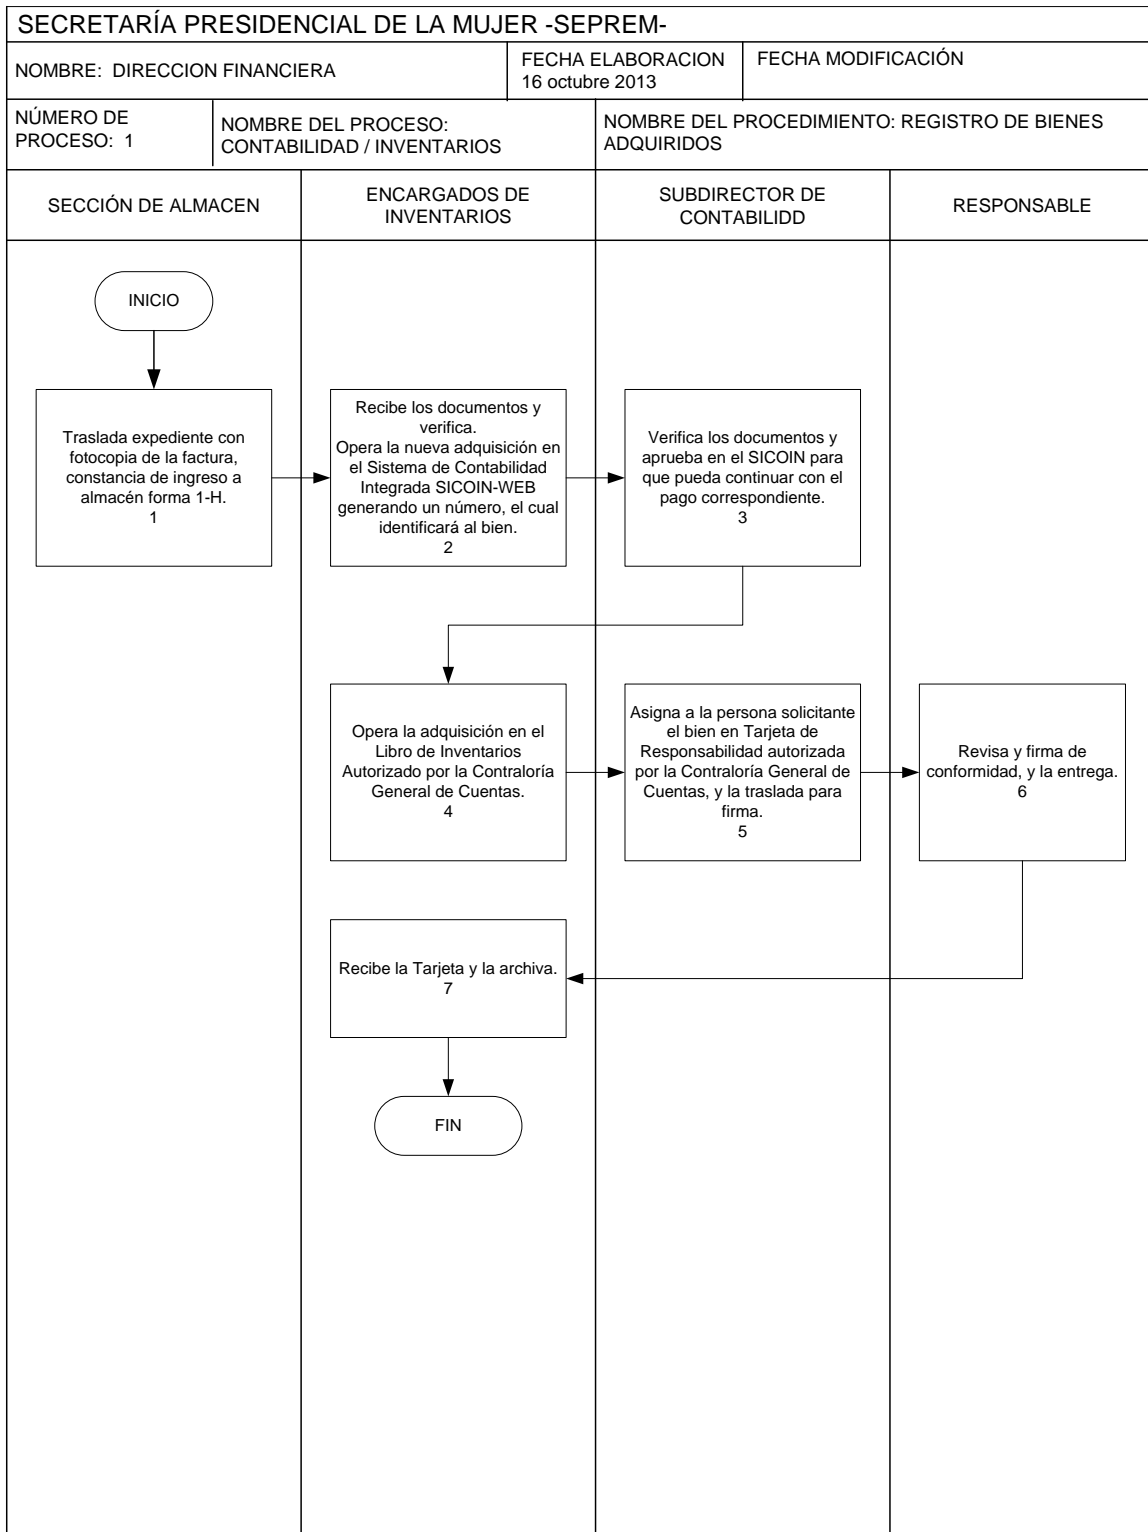 SECRETARÍA PRESIDENCIAL DE LA MUJER -SEPREM-
NOMBRE: DIRECCION FINANCIERA
FECHA ELABORACION
16 octubre 2013
FECHA MODIFICACIÓN
NÚMERO DE
PROCESO: 1
NOMBRE DEL PROCESO:
CONTABILIDAD / INVENTARIOS
NOMBRE DEL PROCEDIMIENTO: REGISTRO DE BIENES
ADQUIRIDOS
SECCIÓN DE ALMACEN
ENCARGADOS DE
INVENTARIOS
SUBDIRECTOR DE
CONTABILIDD
RESPONSABLE
INICIO
Traslada expediente con
fotocopia de la factura,
constancia de ingreso a
almacén forma 1-H.
1
Recibe los documentos y
verifica.
Opera la nueva adquisición en
el Sistema de Contabilidad
Integrada SICOIN-WEB
generando un número, el cual
identificará al bien.
2
Verifica los documentos y
aprueba en el SICOIN para
que pueda continuar con el
pago correspondiente.
3
Opera la adquisición en el
Libro de Inventarios
Autorizado por la Contraloría
General de Cuentas.
4
Asigna a la persona solicitante
el bien en Tarjeta de
Responsabilidad autorizada
por la Contraloría General de
Cuentas, y la traslada para
firma.
5
Revisa y firma de
conformidad, y la entrega.
6
Recibe la Tarjeta y la archiva.
7
FIN